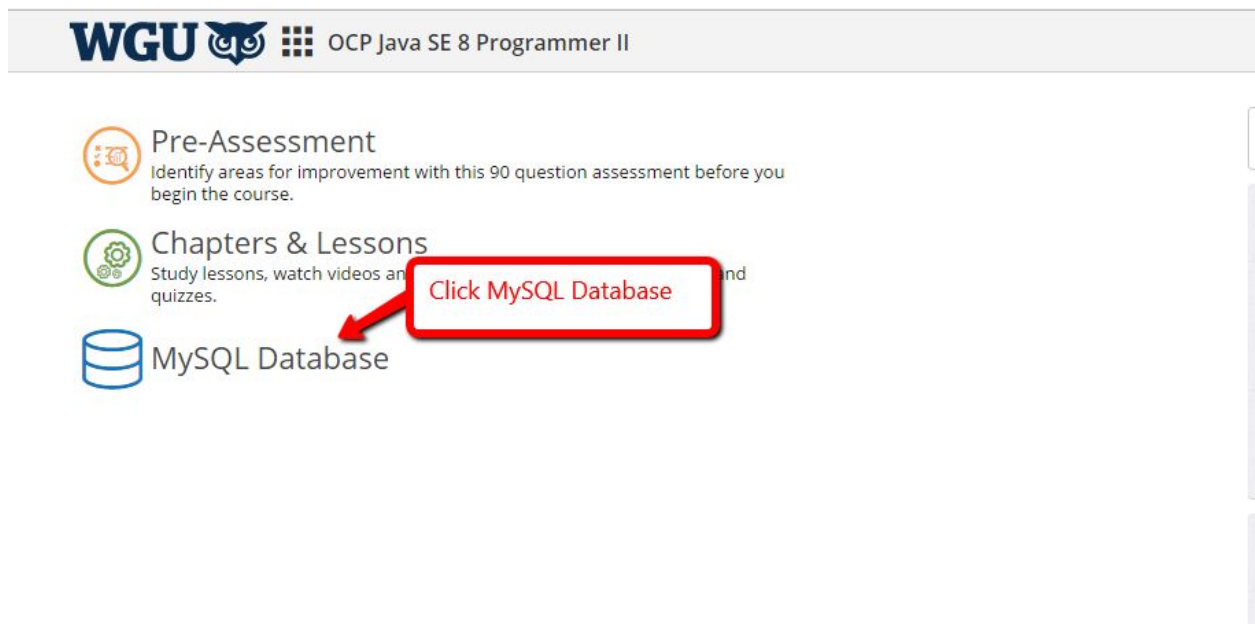 WGU OCP Java SE 8 Programmer II
Pre-Assessment
Identify areas for improvement with this 90 question assessment before you
begin the course.
Chapters & Lessons
Study lessons, watch videos an
nd
quizzes.
Click MySQL Database
MySQL Database